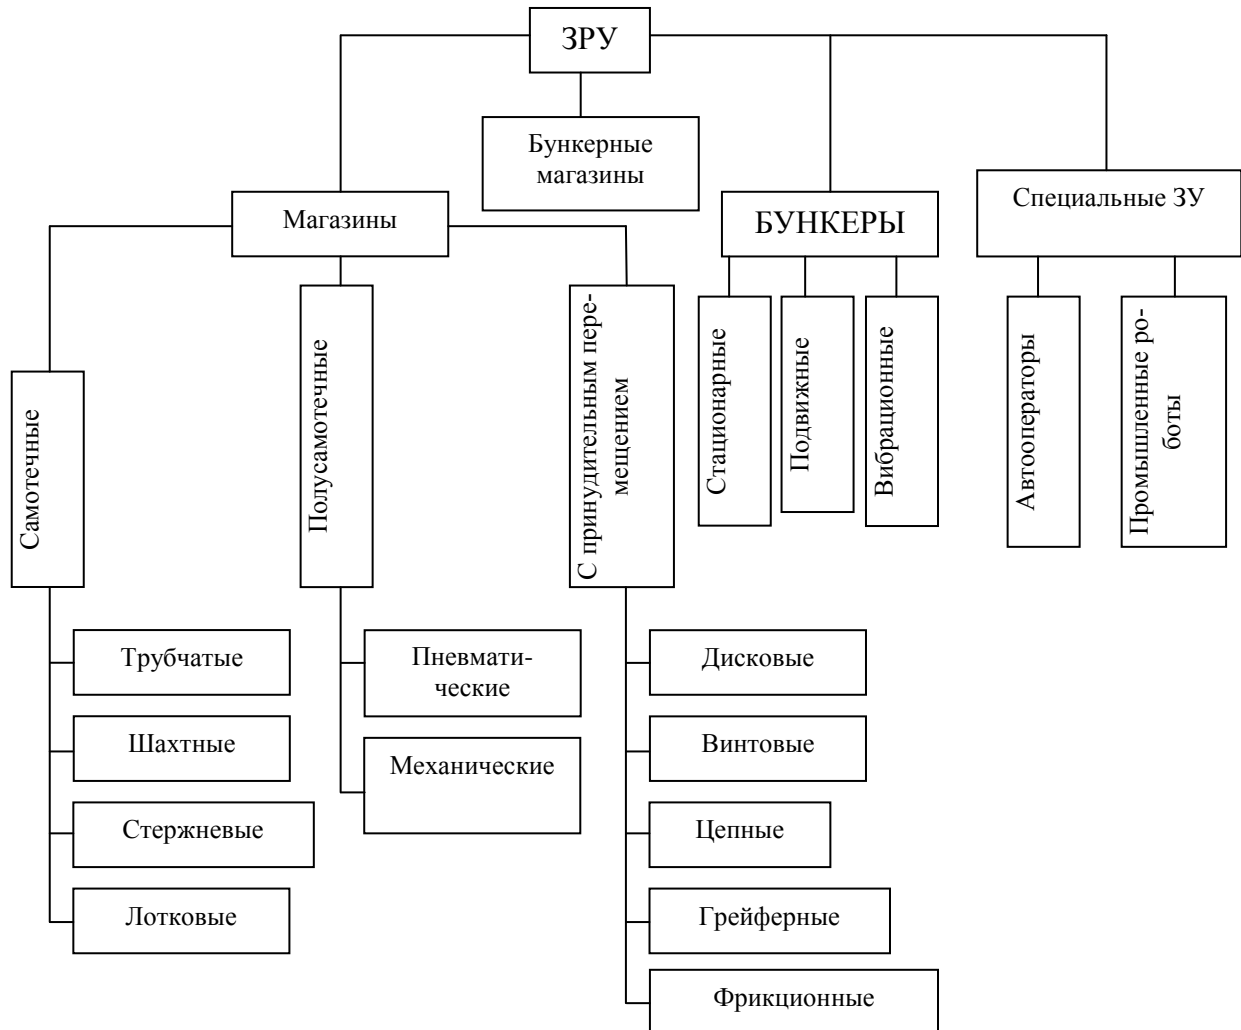 ЗРУ
Бункерные
магазины
Магазины
БУНКЕРЫ
Специальные ЗУ
Самотечные
Полусамотечные
С принудительным пере-
мещением
Стационарные
Подвижные
Вибрационные
Автооператоры
Промышленные ро-
боты
Трубчатые
Шахтные
Стержневые
Лотковые
Пневмати-
ческие
Механические
Дисковые
Винтовые
Цепные
Грейферные
Фрикционные